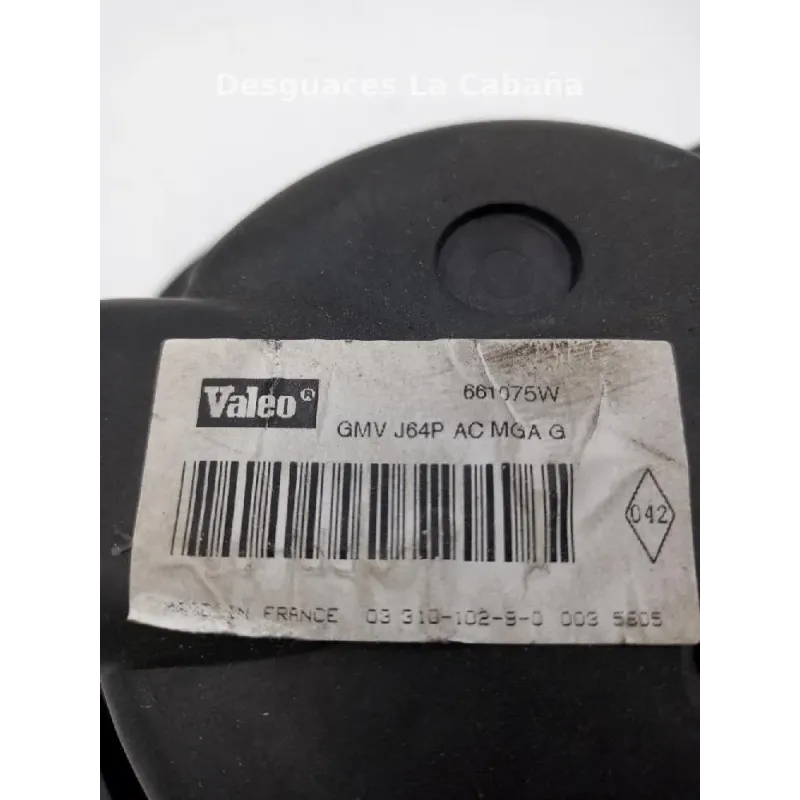 Desguaces La Cabaña
Valeo®
661075W
GMV J64P AC MGA G
042
MADE IN FRANCE 03 310-102-9-0 003 5605